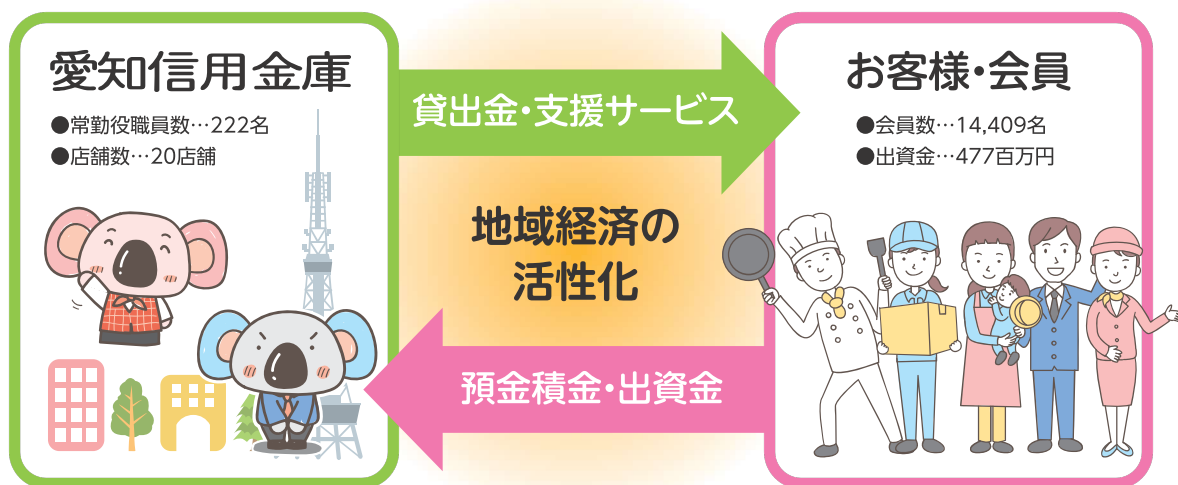 愛知信用金庫
●常勤役職員数…222名
●店舗数…20店舗
貸出金・支援サービス
地域経済の
活性化
預金積金・出資金
お客様・会員
●会員数…14,409名
●出資金…477百万円